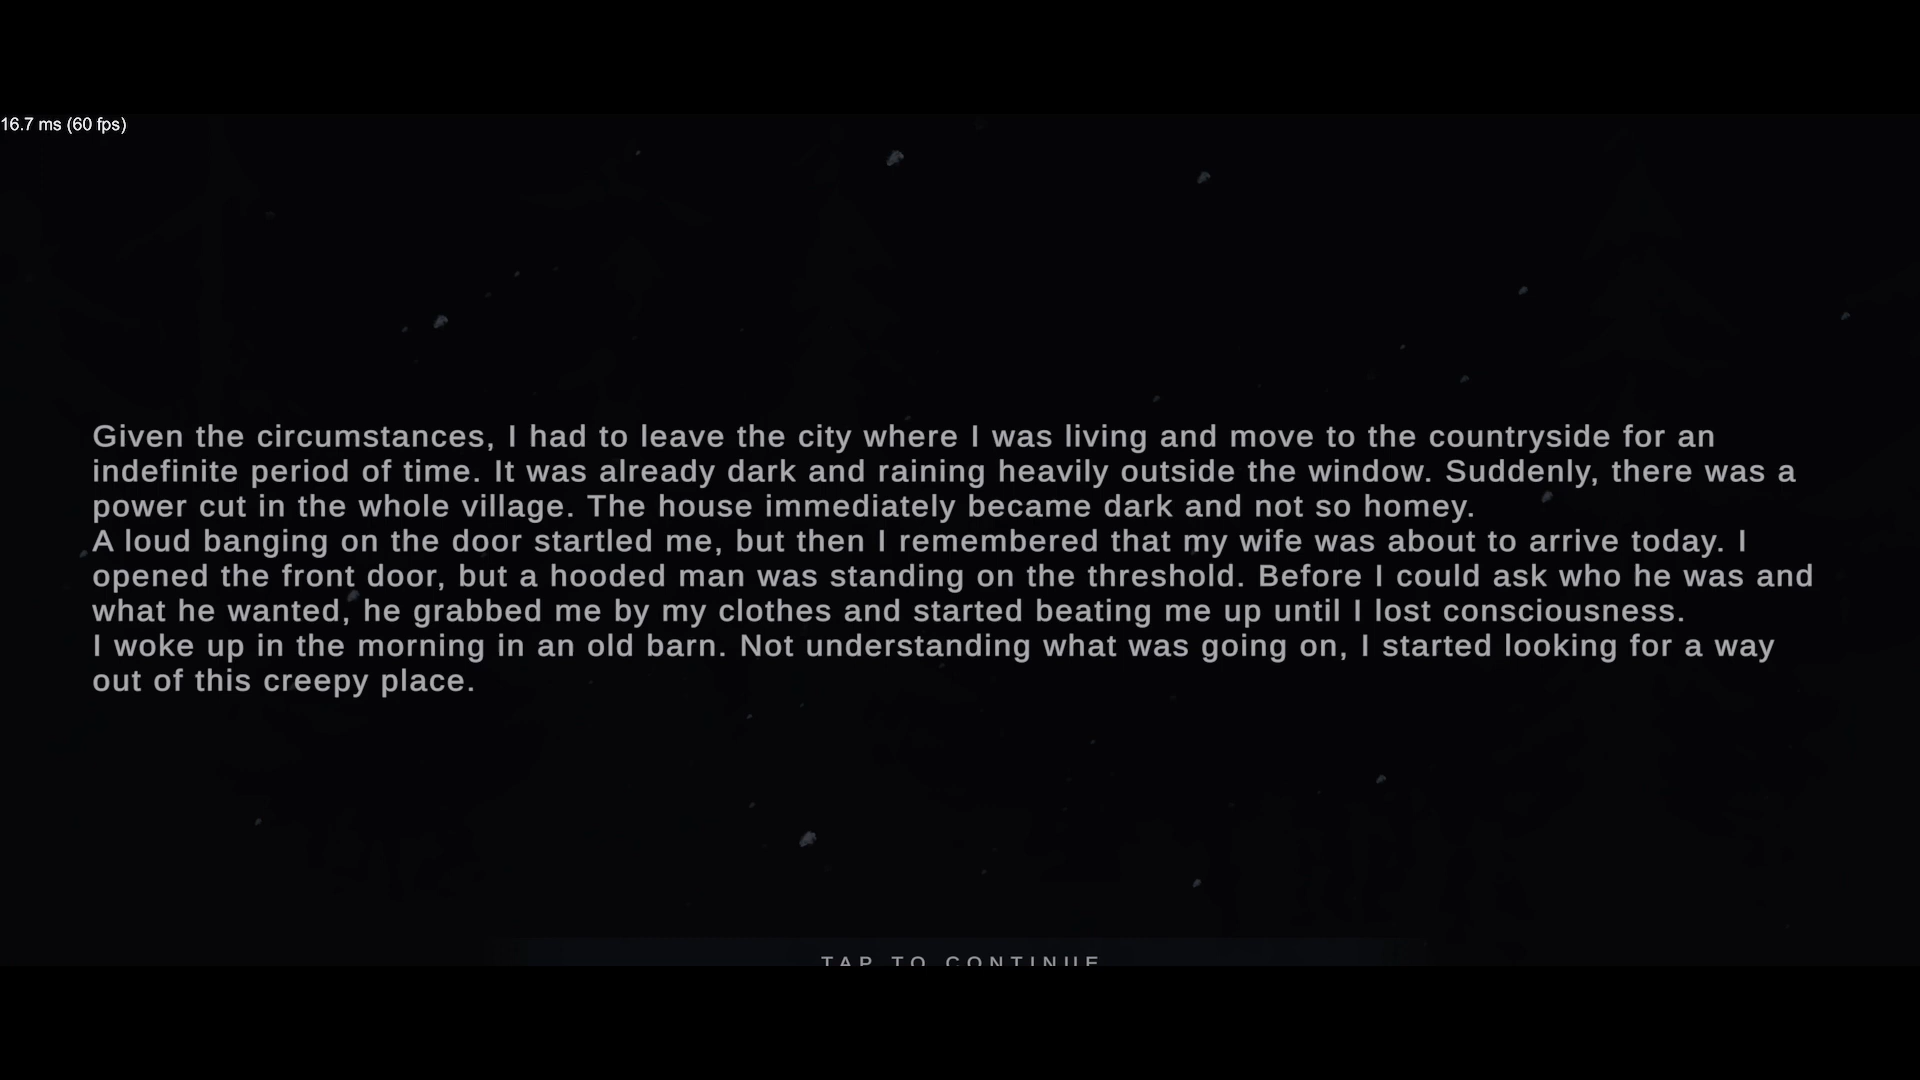 16.7 ms (60 fps)
Given the circumstances, I had to leave the city where I was living and move to the countryside for an
indefinite period of time. It was already dark and raining heavily outside the window. Suddenly, there was a
power cut in the whole village. The house immediately became dark and not so homey.
A loud banging on the door startled me, but then I remembered that my wife was about to arrive today. I
opened the front door, but a hooded man was standing on the threshold. Before I could ask who he was and
what he wanted, he grabbed me by my clothes and started beating me up until I lost consciousness.
I woke up in the morning in an old barn. Not understanding what was going on, I started looking for a way
out of this creepy place.
TAP TO CONTINUE